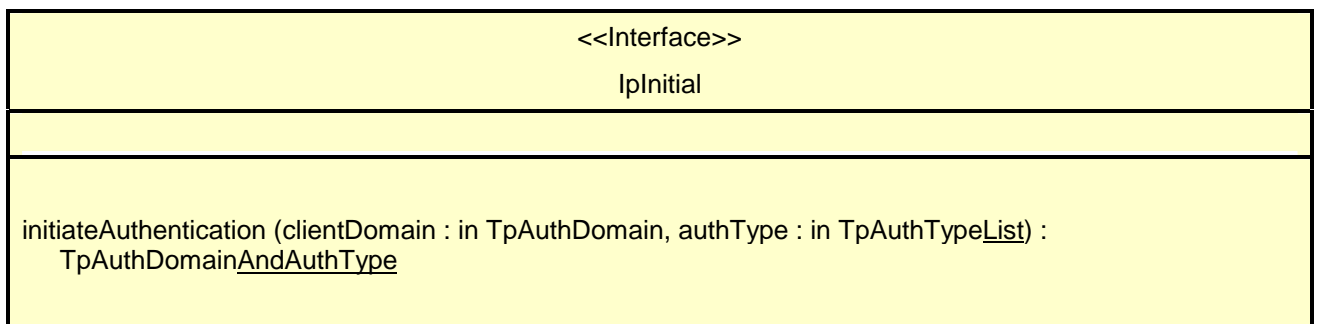 <<Interface>>
IpInitial
initiateAuthentication (clientDomain : in TpAuthDomain, authType : in TpAuthTypeList) :
TpAuthDomainAndAuthType